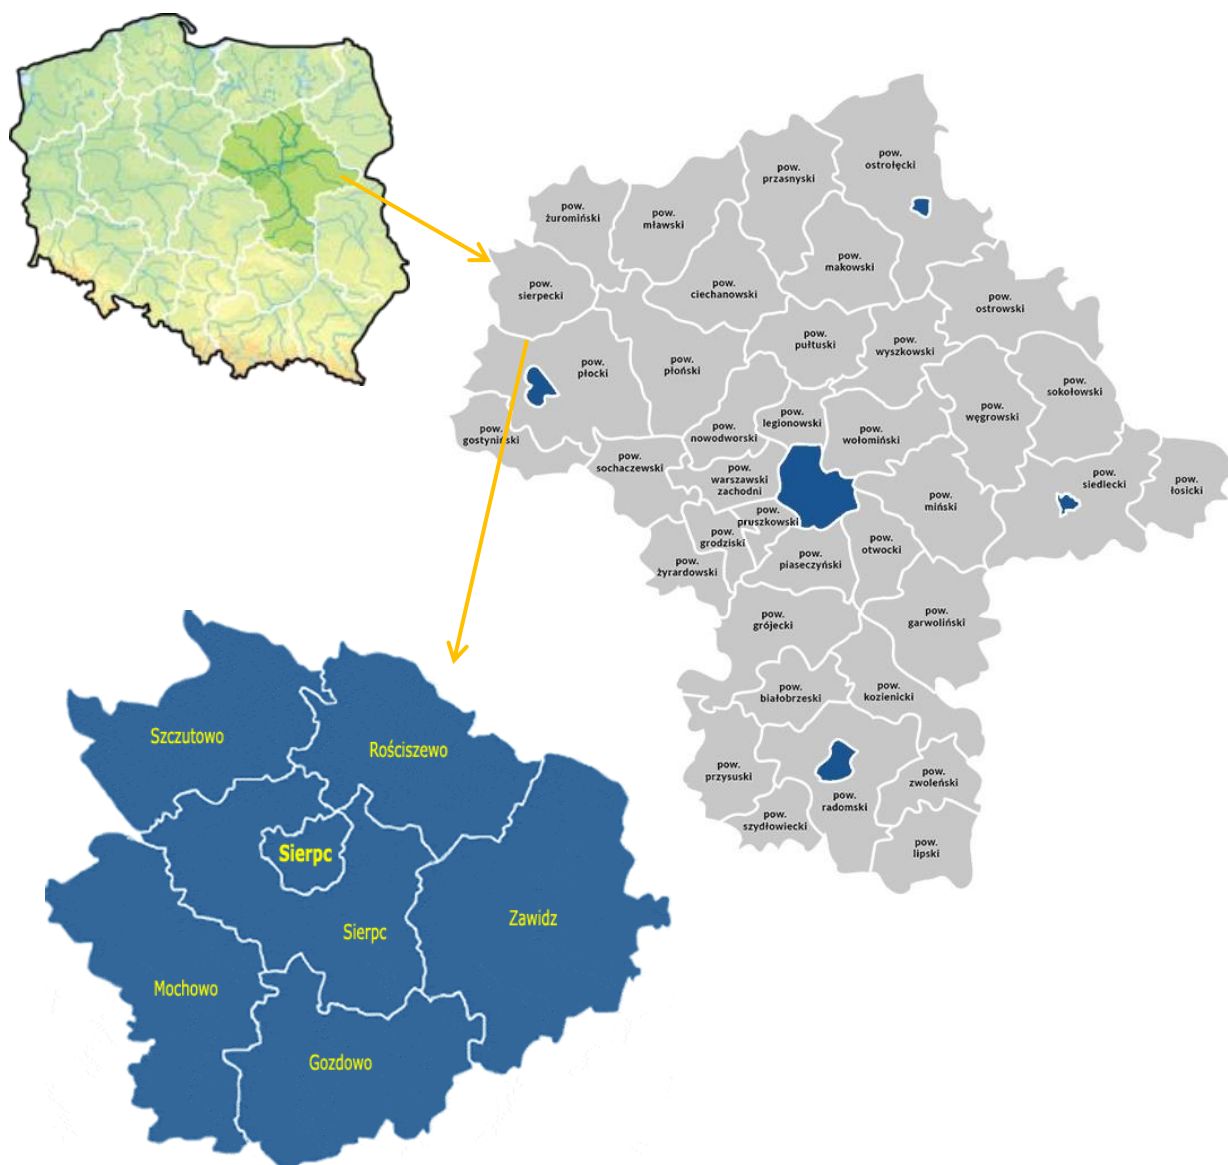 pow.
ostrołęcki
pow.
przasnyski
pow.
żuromiński
pow.
mławski
pow.
makowski
pow.
sierpecki
pow.
ciechanowski
pow.
ostrowski
pow.
pułtuski
pow.
wyszkowski
pow.
płocki
pow.
płoński
pow.
sokołowski
pow.
węgrowski
pow.
legionowski
pow.
gostyniński
pow.
nowodworski
pow.
wołomiński
pow.
sochaczewski
pow.
warszawski
zachodni
pow.
siedlecki
pow.
łosicki
pow.
miński
pow.
pruszkowski
pow.
grodziski
pow.
otwocki
pow.
piaseczyński
pow.
żyrardowski
pow.
grójecki
pow.
garwoliński
pow.
białobrzeski
pow.
kozienicki
pow.
przysuski
pow.
zwoleński
pow.
radomski
pow.
szydłowiecki
pow.
lipski
Szczutowo
Rościszewo
Sierpc
Zawidz
Sierpc
Mochowo
Gozdowo